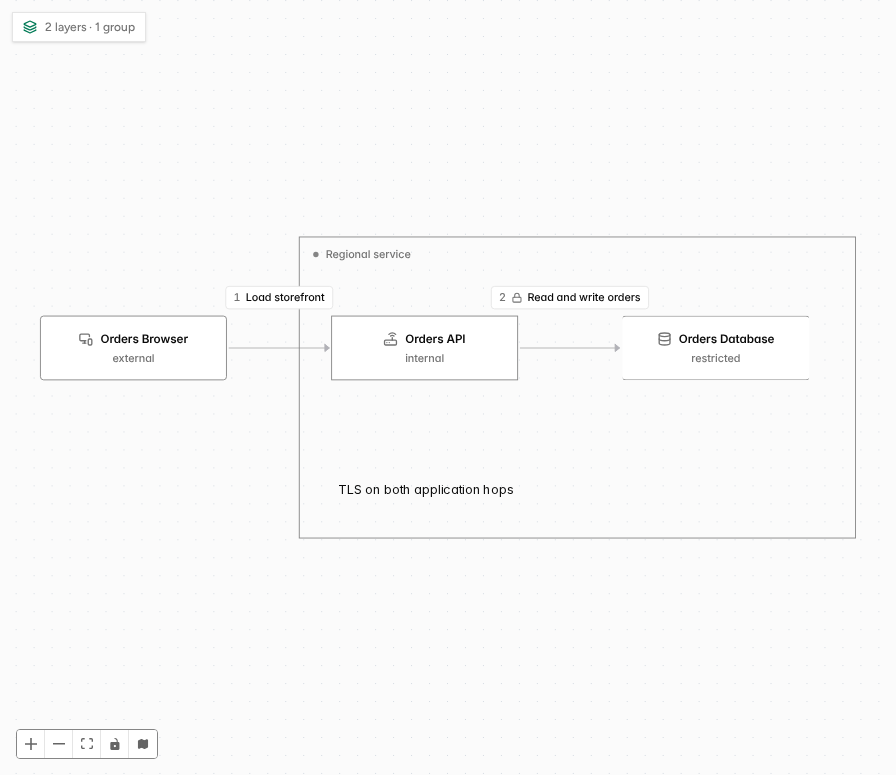 2 layers · 1 group
Regional service
1 Load storefront
2 Read and write orders
Orders Browser
external
Orders API
internal
Orders Database
restricted
TLS on both application hops